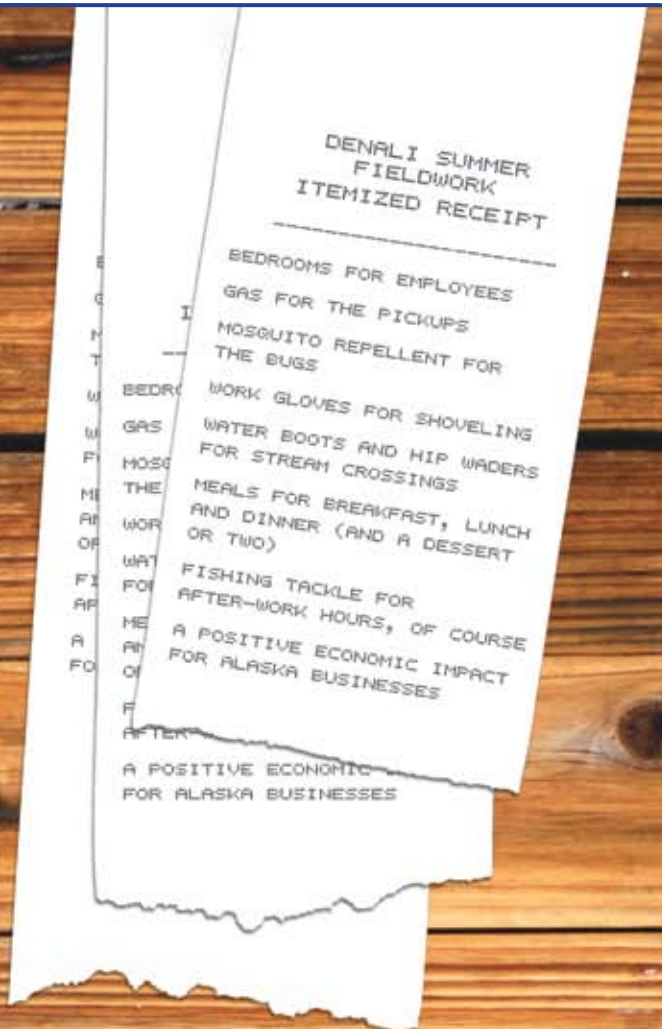 DENALI SUMMER
FIELDWORK
ITEMIZED RECEIPT
BEDROOMS FOR EMPLOYEES
GAS FOR THE PICKUPS
MOSQUITO REPELLENT FOR
THE BUGS
WORK GLOVES FOR SHOVELING
WATER BOOTS AND HIP WADERS
FOR STREAM CROSSINGS
MEALS FOR BREAKFAST, LUNCH
AND DINNER (AND A DESSERT
OR TWO)
FISHING TACKLE FOR
AFTER-WORK HOURS, OF COURSE
A POSITIVE ECONOMIC IMPACT
FOR ALASKA BUSINESSES
GAS
THE
AFTER-
A POSITIVE ECONOMIC
FOR ALASKA BUSINESSES
A